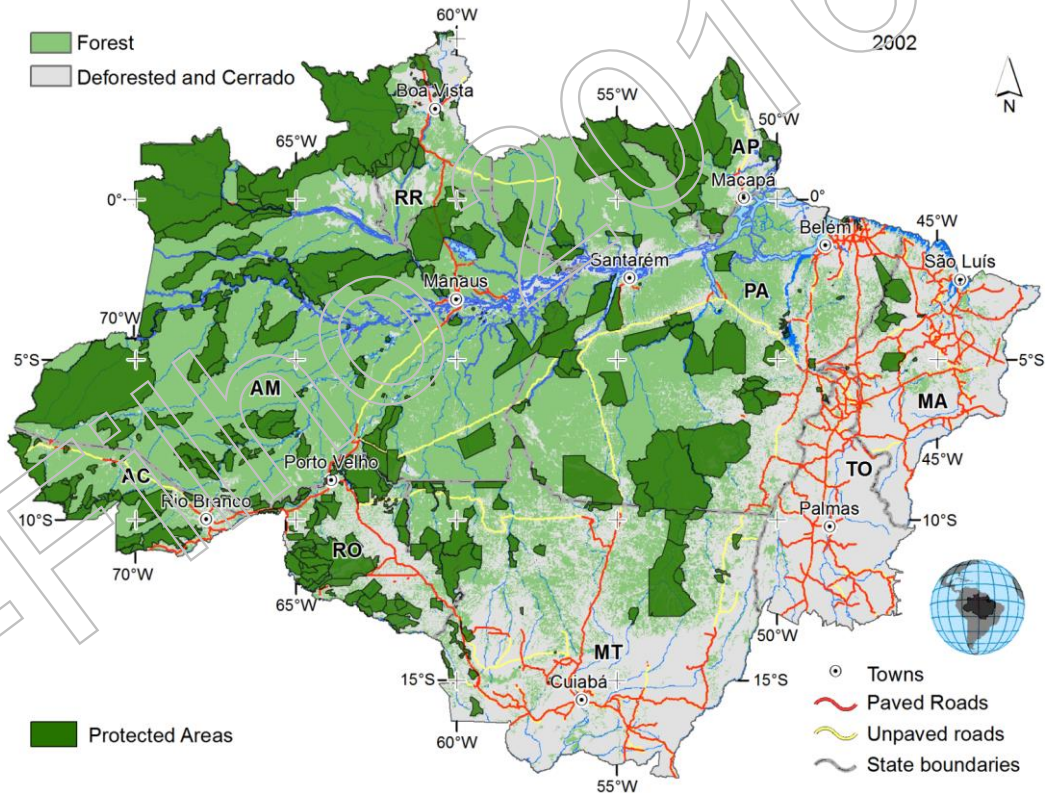 60°W
2002
Forest
Deforested and Cerrado
Boa Vista
55°W
N
65°W
50°W
AP
Macapá
RR
0°
0°
45°W
Belém
São Luís
Santarém
Mânaus
PA
70°W
5°S
5°S
AM
MA
45°W
Porto Velho
TO
AC
Rio Branco
Palmas
10°S
10°S
RO
70°W
65°W
50°W
MT
Towns
15°S
Cuiabá
15°S
Paved Roads
Protected Areas
Unpaved roads
60°W
State boundaries
55°W